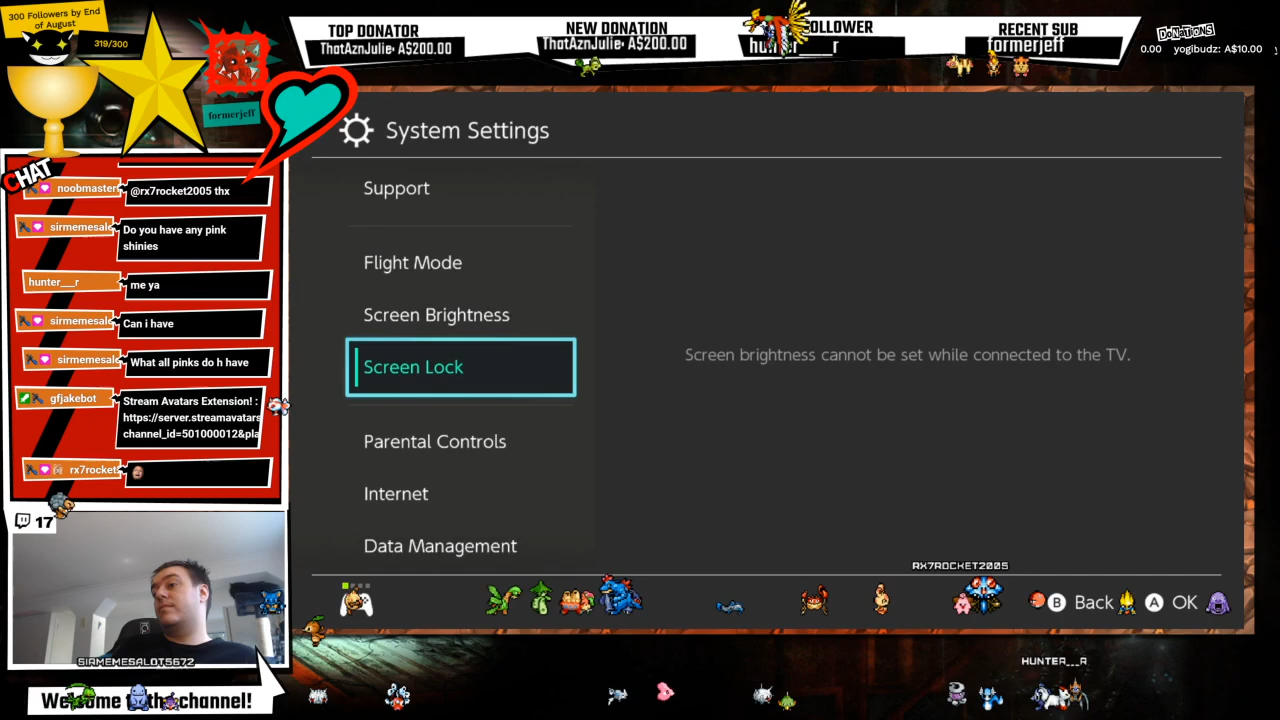 300 Followers by End
of August
319/300
formerjeff
TOP DONATOR
ThotAznJulie: A$200.00
NEW DONATION
ThotAznJulie: A$200.00
OLLOWER
RECENT SUB
formerjeff
DONATIONS
0.00 yogibudz: A$10.00
System Settings
Support
Flight Mode
Screen Brightness
Screen Lock
Parental Controls
Internet
Data Management
Screen brightness cannot be set while connected to the TV.
CHAT
noobmaster
@rx7rocket2005 thx
sirmemesalo
Do you have any pink
shinies
hunter___r
me ya
sirmemesalo
Can i have
sirmemesalo
What all pinks do h have
gfjakebot
Stream Avatars Extension! :
https://server.streamavatars
channel_id=501000012&pla
rx7rocket
17
RX7ROCKET2005
B Back
A OK
SIRMEMESALOT5672
HUNTER___R
channel!